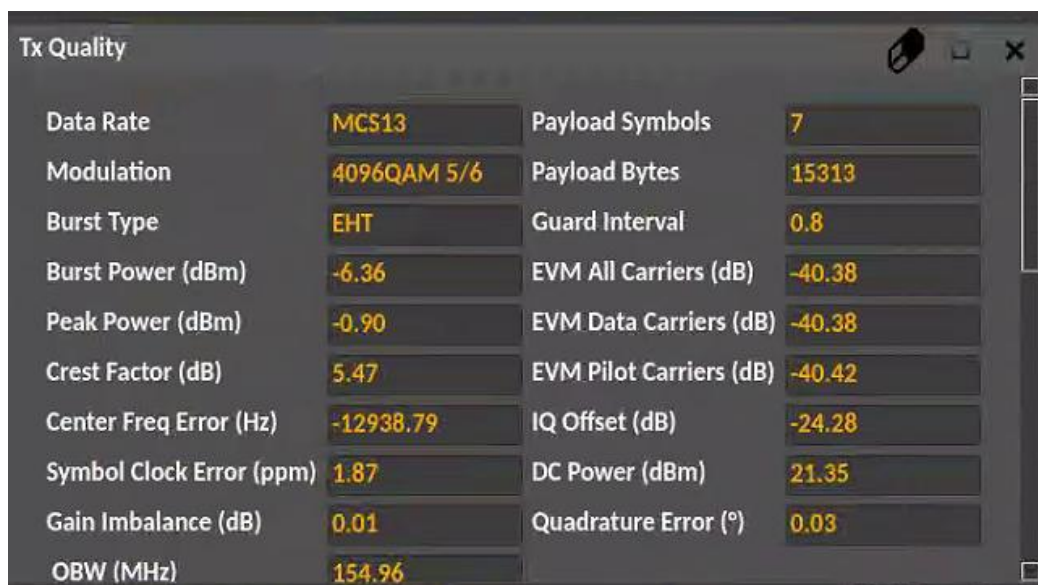 Tx Quality
Data Rate MCS13 Payload Symbols 7
Modulation 4096QAM 5/6 Payload Bytes 15313
Burst Type EHT Guard Interval 0.8
Burst Power (dBm) -6.36 EVM All Carriers (dB) -40.38
Peak Power (dBm) -0.90 EVM Data Carriers (dB) -40.38
Crest Factor (dB) 5.47 EVM Pilot Carriers (dB) -40.42
Center Freq Error (Hz) -12938.79 IQ Offset (dB) -24.28
Symbol Clock Error (ppm) 1.87 DC Power (dBm) 21.35
Gain Imbalance (dB) 0.01 Quadrature Error (°) 0.03
OBW (MHz) 154.96